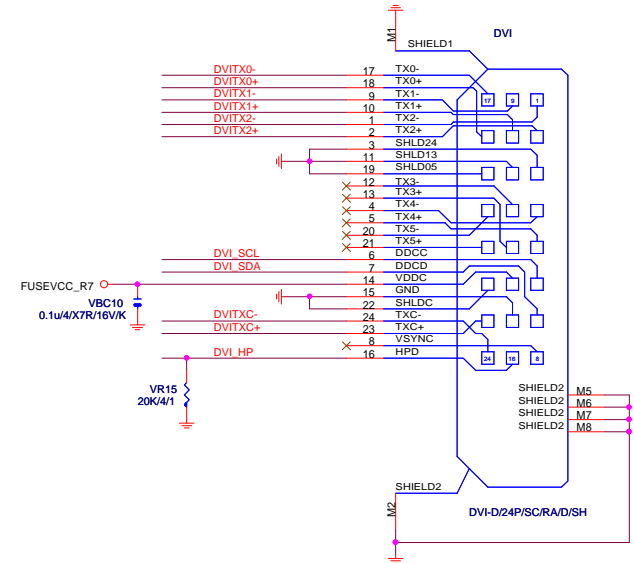 M1
SHIELD1
DVI
DVITX0- 17 TX0-
DVITX0+ 18 TX0+
DVITX1- 9 TX1-
DVITX1+ 10 TX1+
DVITX2- 1 TX2-
DVITX2+ 2 TX2+
17 9 1
3 SHLD24
11 SHLD13
19 SHLD05
12 TX3-
13 TX3+
4 TX4-
5 TX4+
20 TX5-
21 TX5+
DVI_SCL 6 DDCC
DVI_SDA 7 DDCD
FUSEVCC_R7 14 VDDC
15 GND
VBC10
0.1u/4/X7R/16V/K
22 SHLDC
DVITXC- 24 TXC-
DVITXC+ 23 TXC+
8 VSYNC
DVI_HP 16 HPD
24 16 8
VR15
20K/4/1
SHIELD2 M5
SHIELD2 M6
SHIELD2 M7
SHIELD2 M8
SHIELD2
M2
DVI-D/24P/SC/RA/D/SH